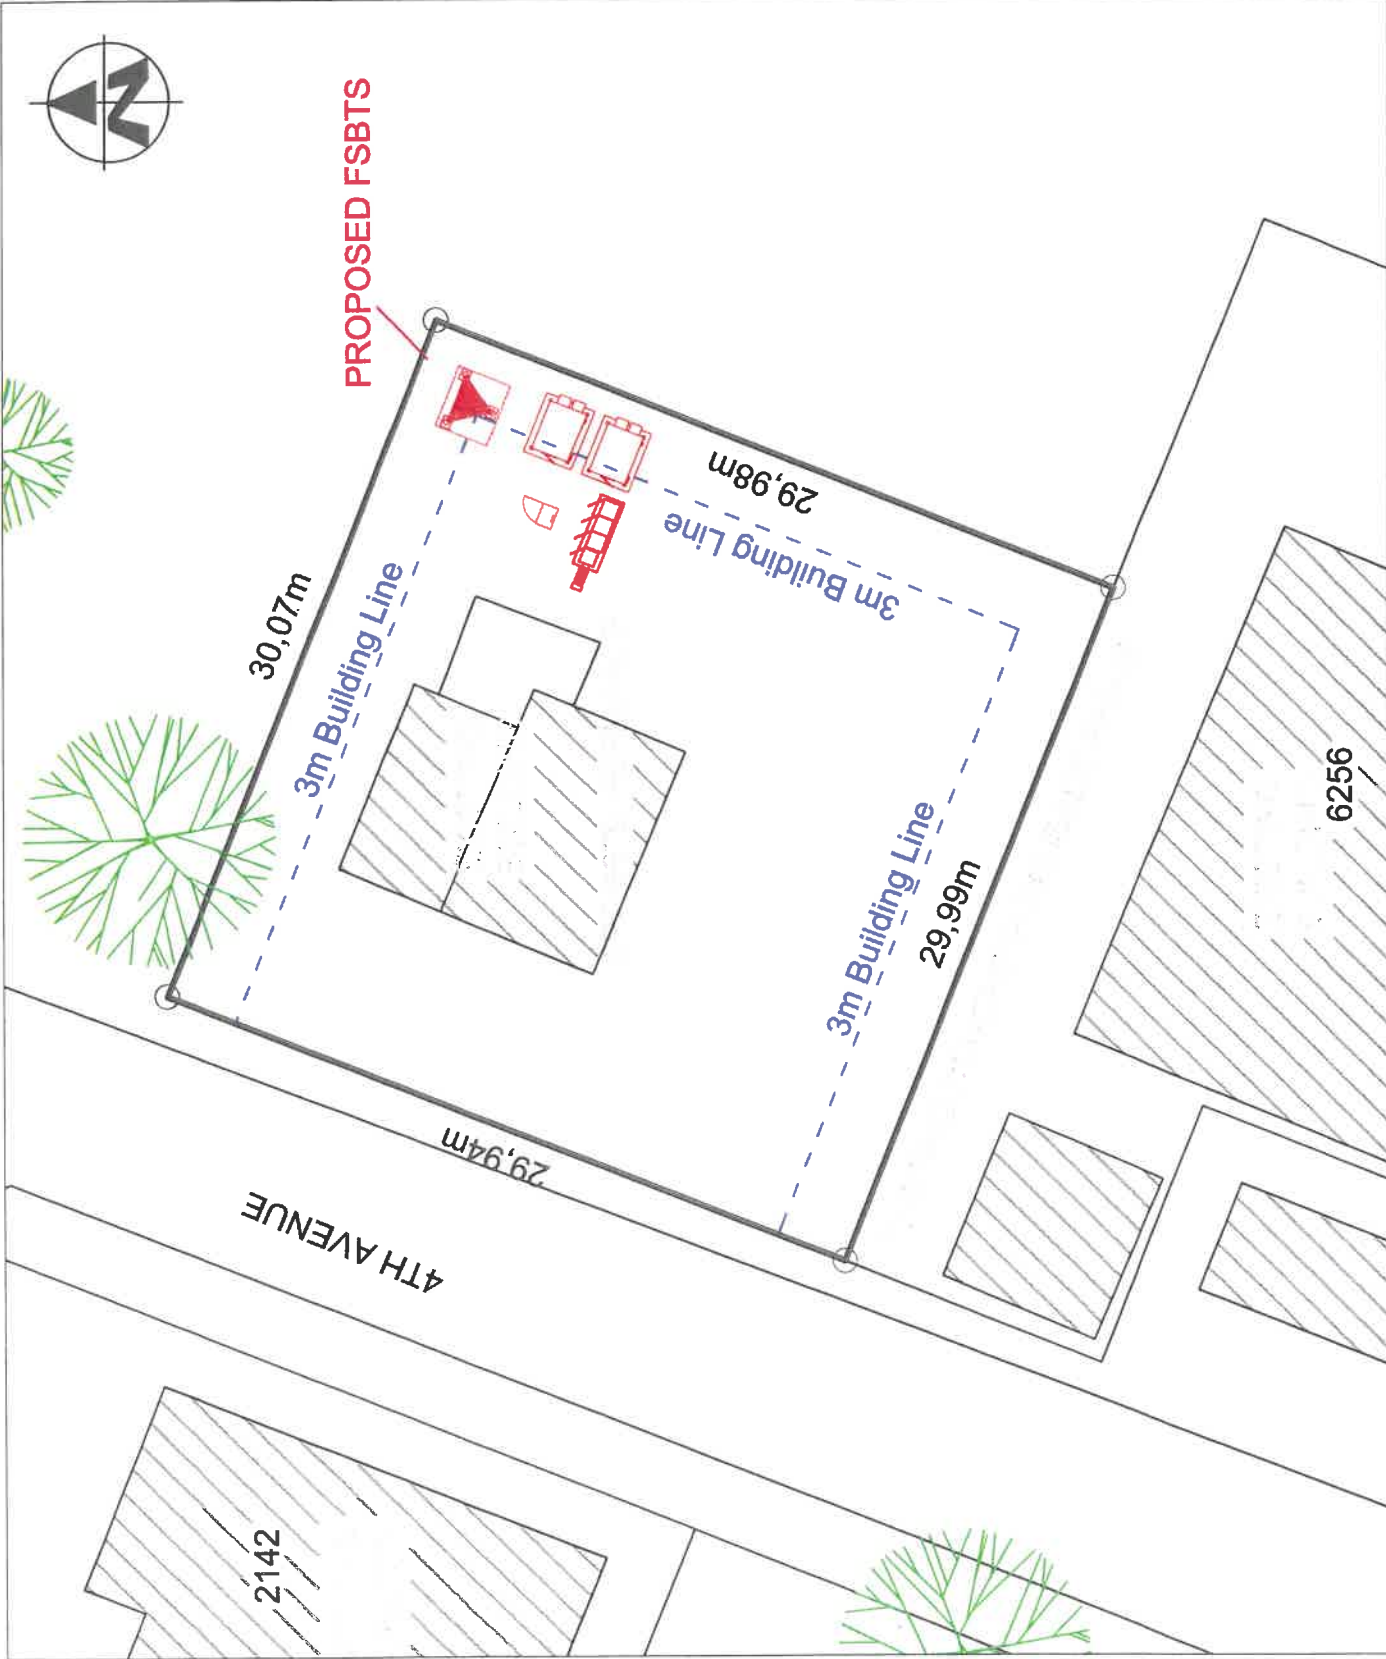 N
PROPOSED FSBTS
30,07m
3m Building Line
29,98m
3m Building Line
3m Building Line
29,99m
29,94m
4TH AVENUE
6256
2142